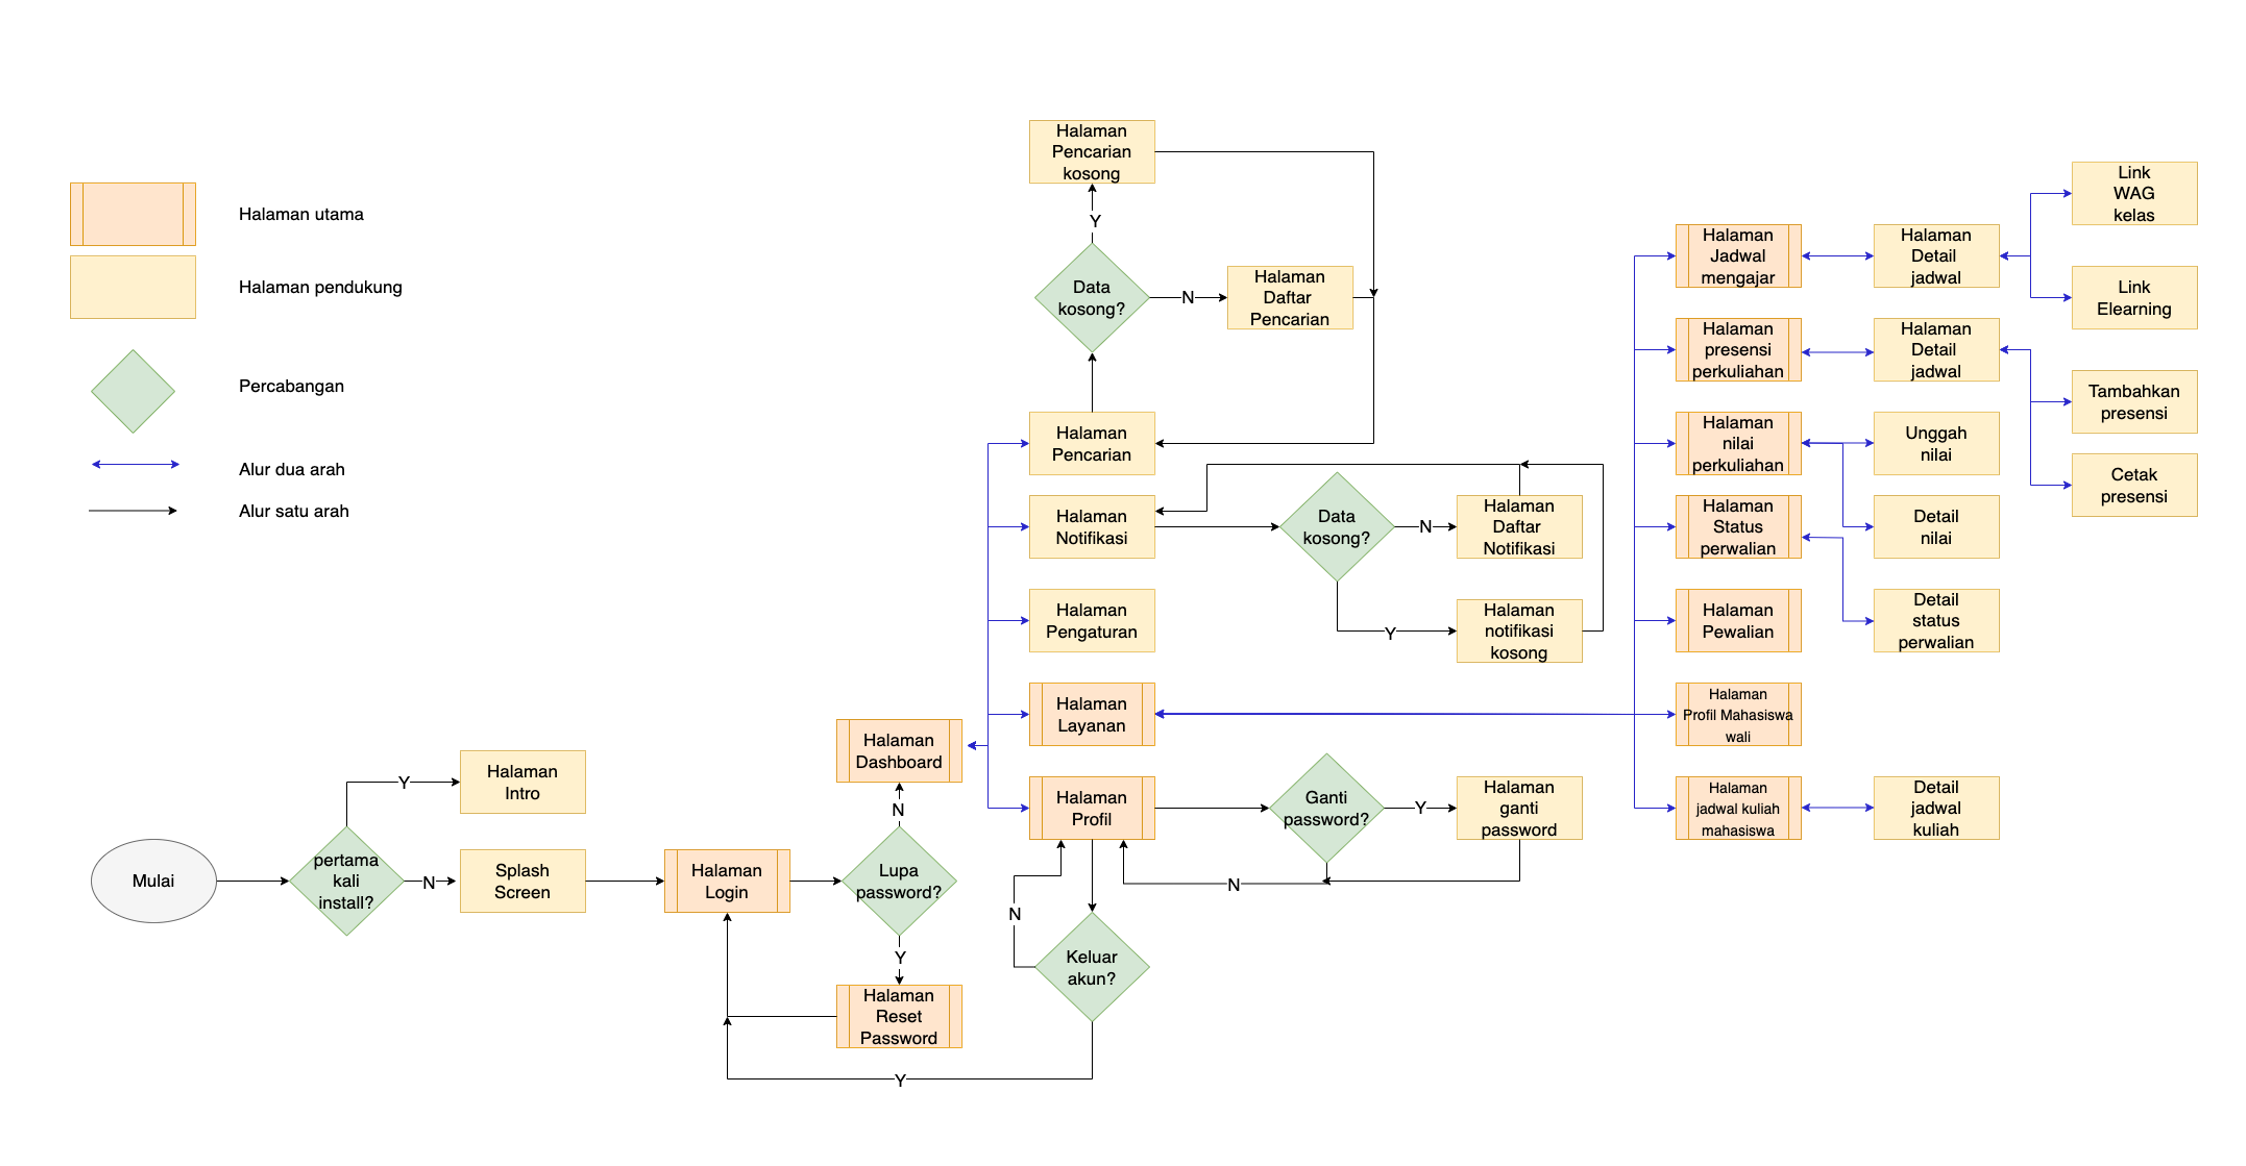 Halaman utama
Halaman pendukung
Percabangan
Alur dua arah
Alur satu arah
Mulai
pertama
kali
install?
Y
N
Halaman
Intro
Splash
Screen
Halaman
Login
Lupa
password?
N
Y
Halaman
Dashboard
Halaman
Reset
Password
Halaman
Pencarian
kosong
Y
Data
kosong?
N
Halaman
Daftar
Pencarian
Halaman
Pencarian
Halaman
Notifikasi
Data
kosong?
N
Halaman
Daftar
Notifikasi
Y
Halaman
notifikasi
kosong
Halaman
Pengaturan
Halaman
Layanan
Halaman
Profil
Ganti
password?
Y
Halaman
ganti
password
N
N
Keluar
akun?
Y
Halaman
Jadwal
mengajar
Halaman
Detail
jadwal
Link
WAG
kelas
Link
Elearning
Halaman
presensi
perkuliahan
Halaman
Detail
jadwal
Tambahkan
presensi
Cetak
presensi
Halaman
nilai
perkuliahan
Unggah
nilai
Detail
nilai
Halaman
Status
perwalian
Detail
status
perwalian
Halaman
Pewalian
Halaman
Profil Mahasiswa
wali
Halaman
jadwal kuliah
mahasiswa
Detail
jadwal
kuliah